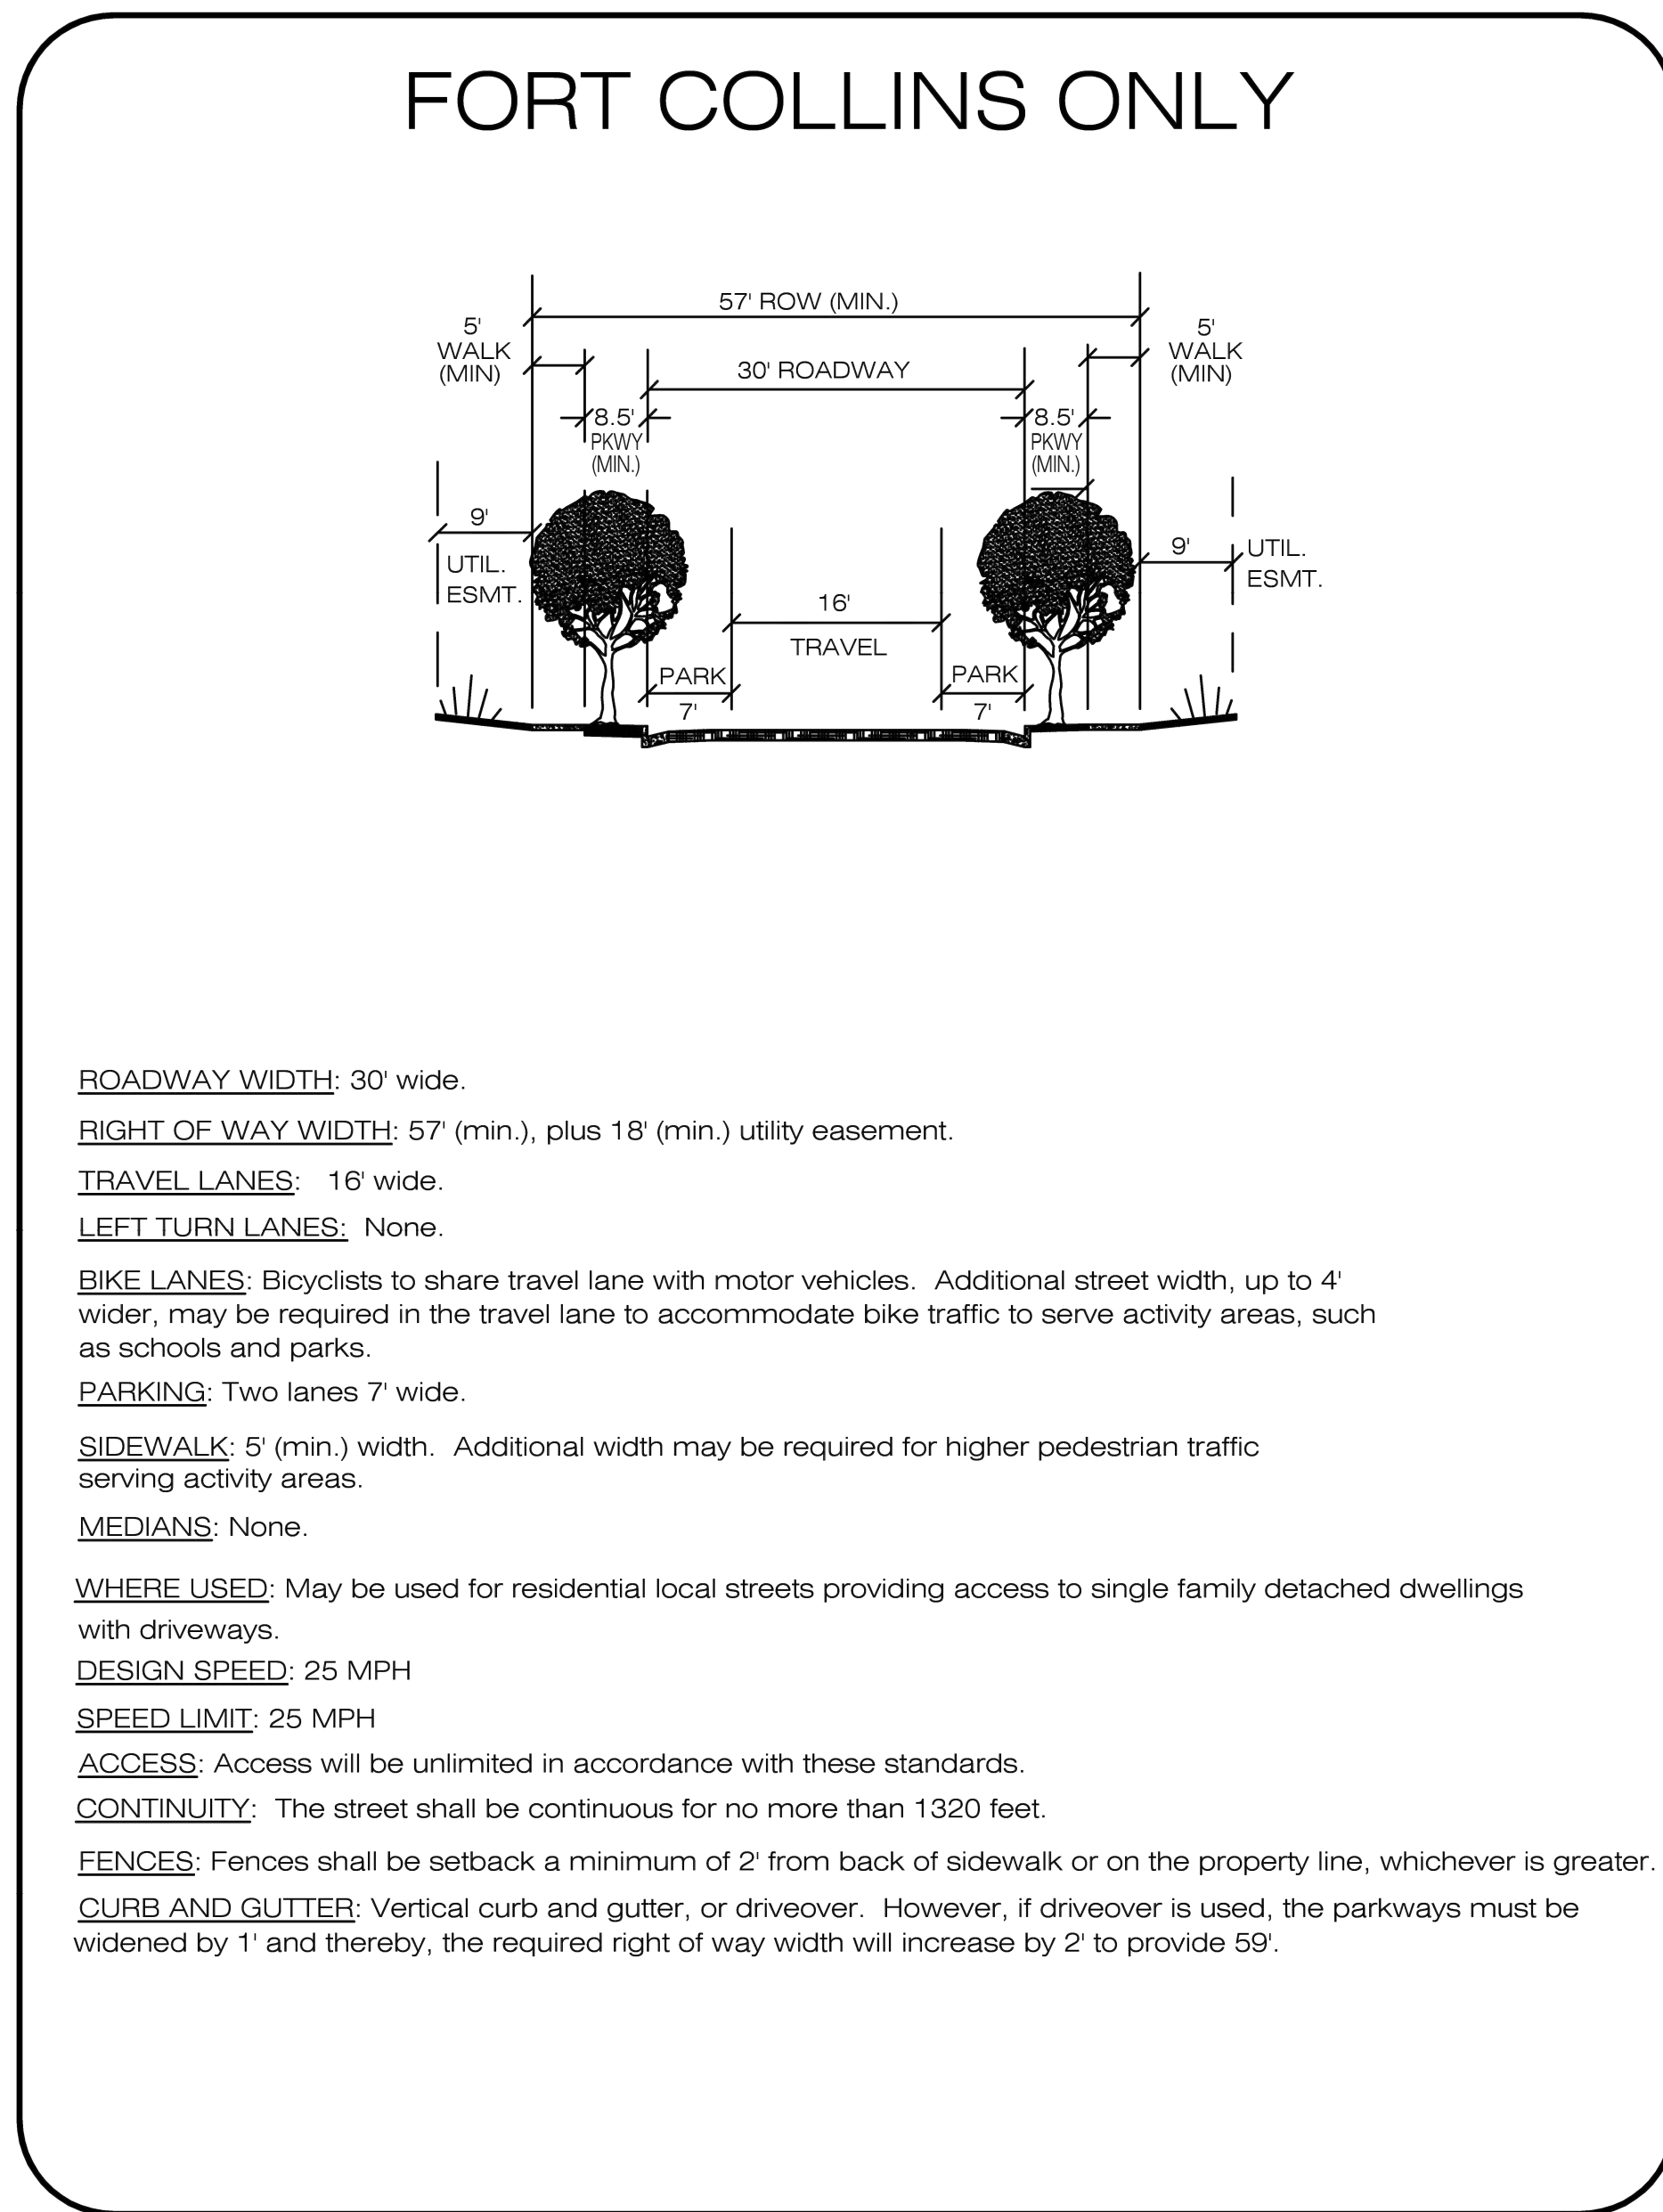 FORT COLLINS ONLY
57' ROW (MIN.)
5'
WALK
(MIN)
5'
WALK
(MIN)
30' ROADWAY
8.5'
PKWY
(MIN.)
8.5'
PKWY
(MIN.)
9'
UTIL.
ESMT.
9'
UTIL.
ESMT.
16'
TRAVEL
PARK
7'
PARK
7'
ROADWAY WIDTH: 30' wide.
RIGHT OF WAY WIDTH: 57' (min.), plus 18' (min.) utility easement.
TRAVEL LANES: 16' wide.
LEFT TURN LANES: None.
BIKE LANES: Bicyclists to share travel lane with motor vehicles. Additional street width, up to 4'
wider, may be required in the travel lane to accommodate bike traffic to serve activity areas, such
as schools and parks.
PARKING: Two lanes 7' wide.
SIDEWALK: 5' (min.) width. Additional width may be required for higher pedestrian traffic
serving activity areas.
MEDIANS: None.
WHERE USED: May be used for residential local streets providing access to single family detached dwellings
with driveways.
DESIGN SPEED: 25 MPH
SPEED LIMIT: 25 MPH
ACCESS: Access will be unlimited in accordance with these standards.
CONTINUITY: The street shall be continuous for no more than 1320 feet.
FENCES: Fences shall be setback a minimum of 2' from back of sidewalk or on the property line, whichever is greater.
CURB AND GUTTER: Vertical curb and gutter, or driveover. However, if driveover is used, the parkways must be
widened by 1' and thereby, the required right of way width will increase by 2' to provide 59'.